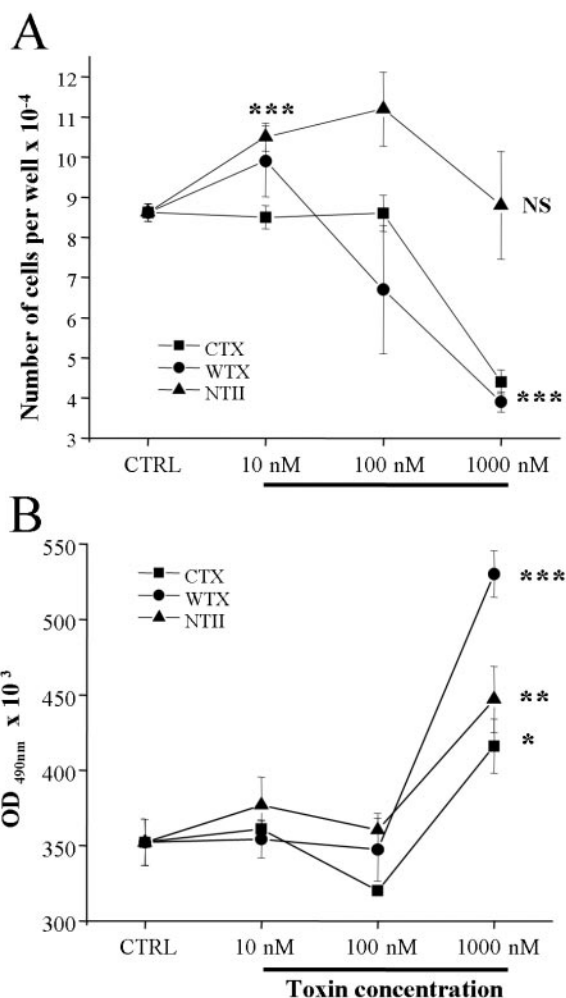 A
Number of cells per well x 10⁻⁴
12
11
10
9
8
7
6
5
4
3
***
NS
***
CTX
WTX
NTII
CTRL 10 nM 100 nM 1000 nM
B
OD 490nm x 10³
550
500
450
400
350
300
CTX
WTX
NTII
***
**
*
CTRL 10 nM 100 nM 1000 nM
Toxin concentration